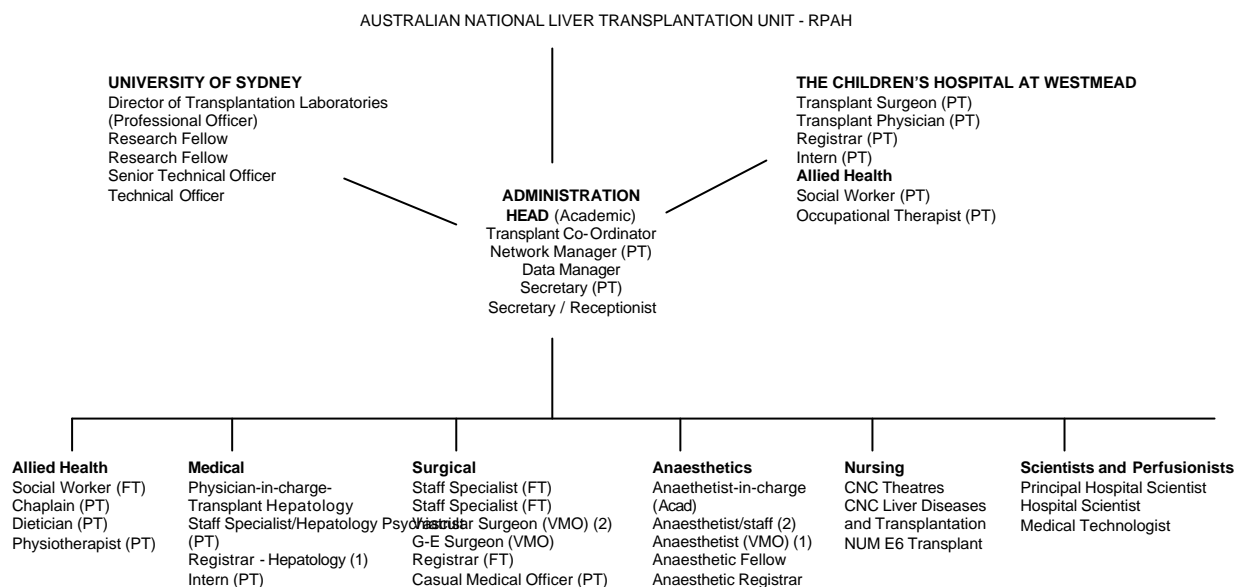 AUSTRALIAN NATIONAL LIVER TRANSPLANTATION UNIT - RPAH
UNIVERSITY OF SYDNEY
Director of Transplantation Laboratories
(Professional Officer)
Research Fellow
Research Fellow
Senior Technical Officer
Technical Officer
THE CHILDREN'S HOSPITAL AT WESTMEAD
Transplant Surgeon (PT)
Transplant Physician (PT)
Registrar (PT)
Intern (PT)
Allied Health
Social Worker (PT)
Occupational Therapist (PT)
ADMINISTRATION
HEAD (Academic)
Transplant Co-Ordinator
Network Manager (PT)
Data Manager
Secretary (PT)
Secretary / Receptionist
Allied Health
Social Worker (FT)
Chaplain (PT)
Dietician (PT)
Physiotherapist (PT)
Medical
Physician-in-charge-
Transplant Hepatology
Staff Specialist/Hepatology Psychiatrist
(PT)
Registrar - Hepatology (1)
Intern (PT)
Surgical
Staff Specialist (FT)
Staff Specialist (FT)
Vascular Surgeon (VMO) (2)
G-E Surgeon (VMO)
Registrar (FT)
Casual Medical Officer (PT)
Anaesthetics
Anaesthetist-in-charge
(Acad)
Anaesthetist/staff (2)
Anaesthetist (VMO) (1)
Anaesthetic Fellow
Anaesthetic Registrar
Nursing
CNC Theatres
CNC Liver Diseases
and Transplantation
NUM E6 Transplant
Scientists and Perfusionists
Principal Hospital Scientist
Hospital Scientist
Medical Technologist